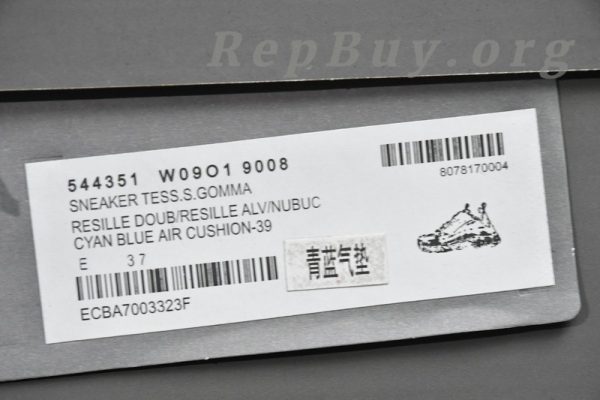 RepBuy.org
544351 W09O1 9008
SNEAKER TESS.S.GOMMA
RESILLE DOUB/RESILLE ALV/NUBUC
CYAN BLUE AIR CUSHION-39
E 37
ECBA7003323F
8078170004
青蓝气垫